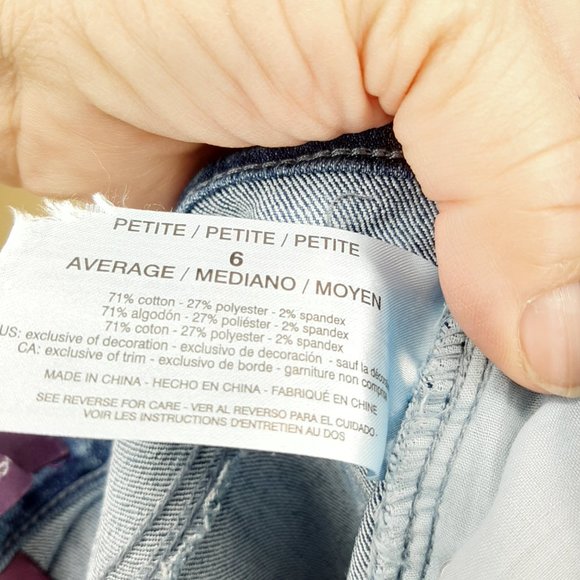 PETITE / PETITE / PETITE
6
AVERAGE / MEDIANO / MOYEN
71% cotton - 27% polyester - 2% spandex
71% algodón - 27% poliéster - 2% spandex
71% coton - 27% polyester - 2% spandex
US: exclusive of decoration - exclusivo de decoración - sauf la
CA: exclusive of trim - exclusivo de borde - garniture non
MADE IN CHINA - HECHO EN CHINA - FABRIQUÉ EN CHINE
SEE REVERSE FOR CARE - VER AL REVERSO PARA EL CUIDADO
VOIR LES INSTRUCTIONS D'ENTRETIEN AU DOS